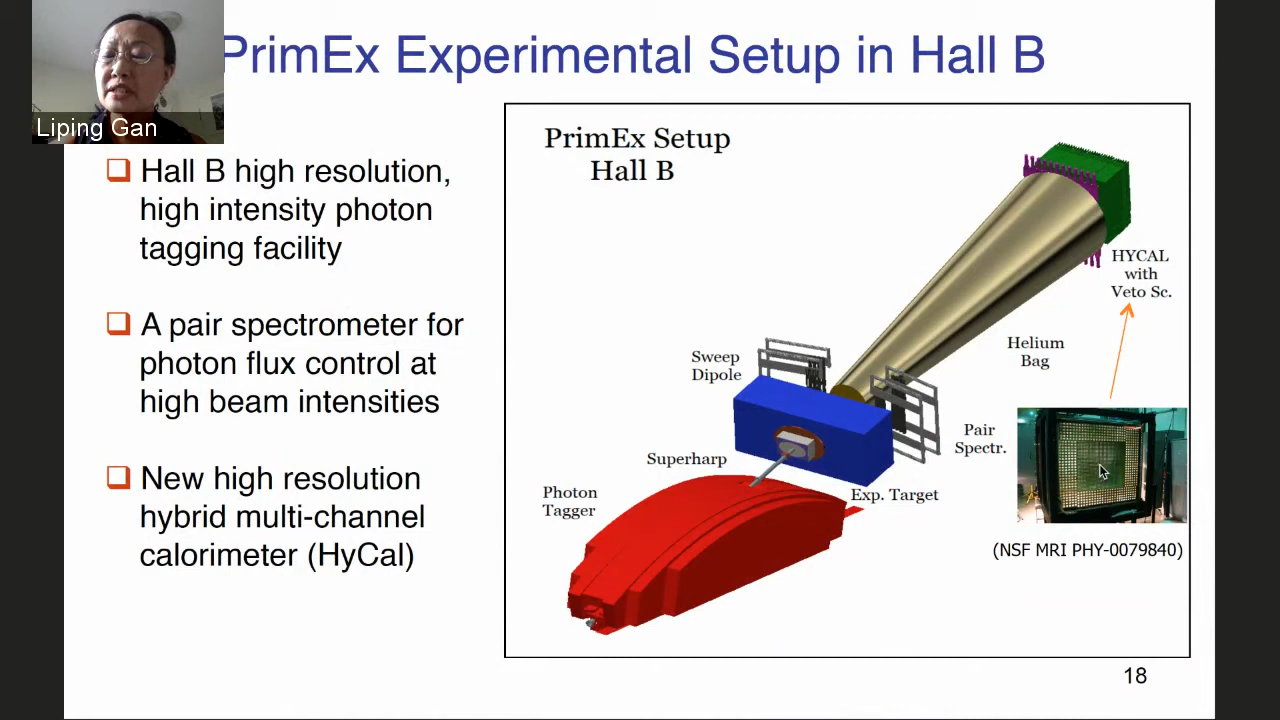 PrimEx Experimental Setup in Hall B
Liping Gan
Hall B high resolution,
high intensity photon
tagging facility
A pair spectrometer for
photon flux control at
high beam intensities
New high resolution
hybrid multi-channel
calorimeter (HyCal)
PrimEx Setup
Hall B
HYCAL
with
Veto Sc.
Helium
Bag
Sweep
Dipole
Pair
Spectr.
Superharp
Exp. Target
Photon
Tagger
(NSF MRI PHY-0079840)
18